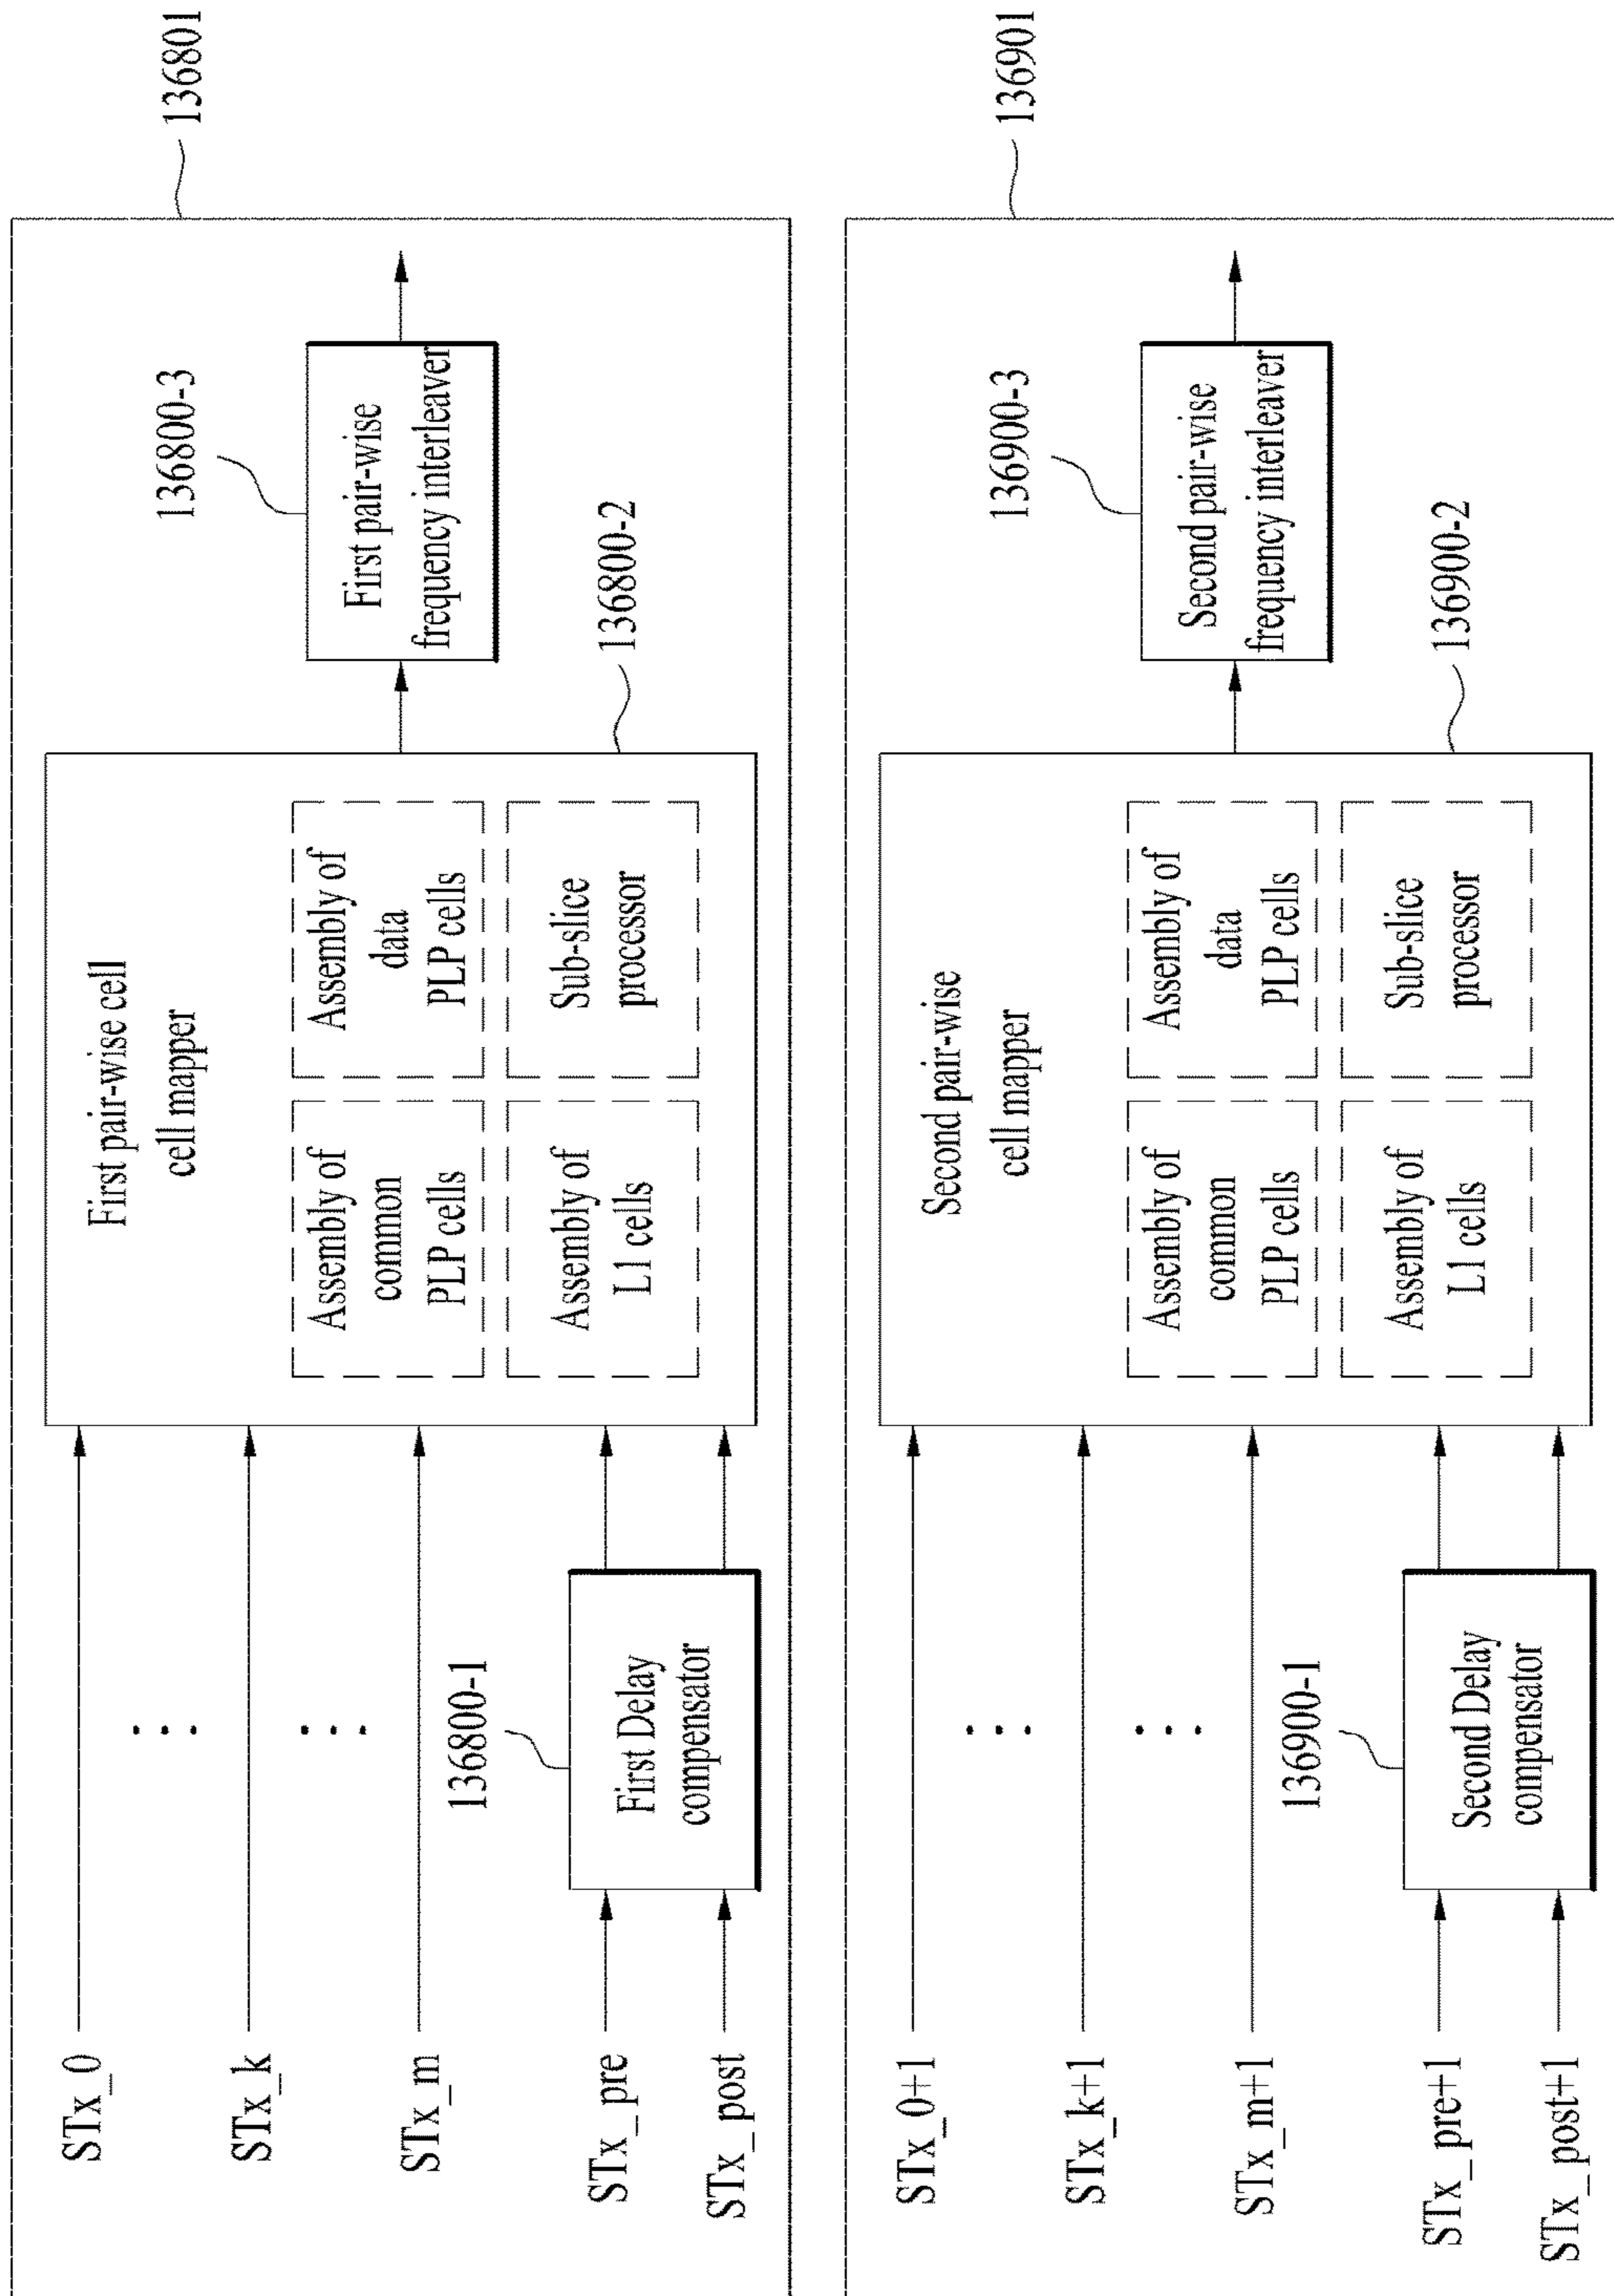 136801
STx_0
STx_k
STx_m
STx_pre
STx_post
136800-1
First Delay
compensator
First pair-wise cell
cell mapper
Assembly of
common
PLP cells
Assembly of
data
PLP cells
Assembly of
L1 cells
Sub-slice
processor
136800-2
136800-3
First pair-wise
frequency interleaver
136901
STx_0+1
STx_k+1
STx_m+1
STx_pre+1
STx_post+1
136900-1
Second Delay
compensator
Second pair-wise
cell mapper
Assembly of
common
PLP cells
Assembly of
data
PLP cells
Assembly of
L1 cells
Sub-slice
processor
136900-2
136900-3
Second pair-wise
frequency interleaver